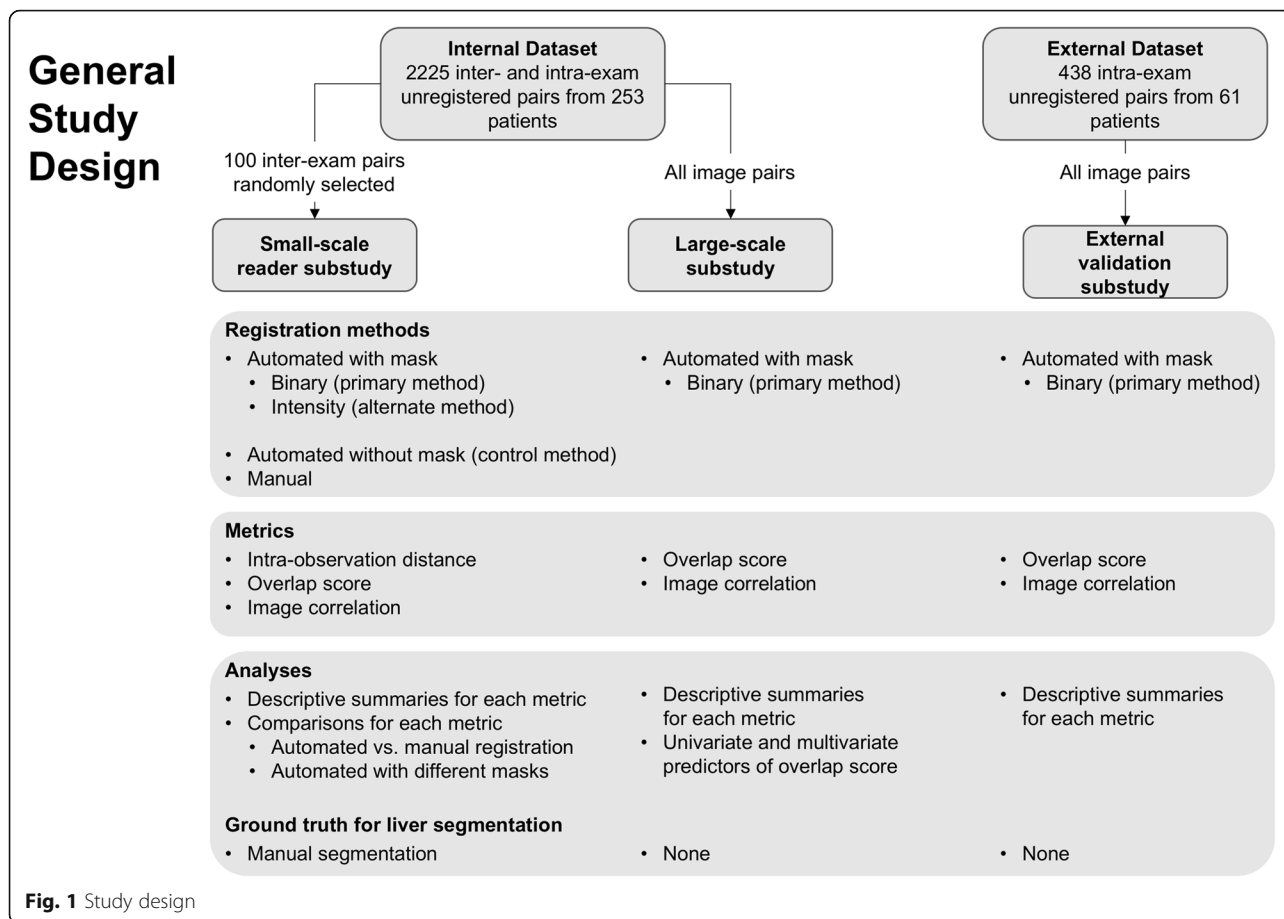 General
Study
Design
Internal Dataset
2225 inter- and intra-exam
unregistered pairs from 253
patients
External Dataset
438 intra-exam
unregistered pairs from 61
patients
100 inter-exam pairs
randomly selected
All image pairs
All image pairs
Small-scale
reader substudy
Large-scale
substudy
External
validation
substudy
Registration methods
• Automated with mask
• Binary (primary method)
• Intensity (alternate method)
• Automated without mask (control method)
• Manual
• Automated with mask
• Binary (primary method)
• Automated with mask
• Binary (primary method)
Metrics
• Intra-observation distance
• Overlap score
• Image correlation
• Overlap score
• Image correlation
• Overlap score
• Image correlation
Analyses
• Descriptive summaries for each metric
• Comparisons for each metric
• Automated vs. manual registration
• Automated with different masks
• Descriptive summaries
for each metric
• Univariate and multivariate
predictors of overlap score
• Descriptive summaries
for each metric
Ground truth for liver segmentation
• Manual segmentation
• None
• None
Fig. 1 Study design